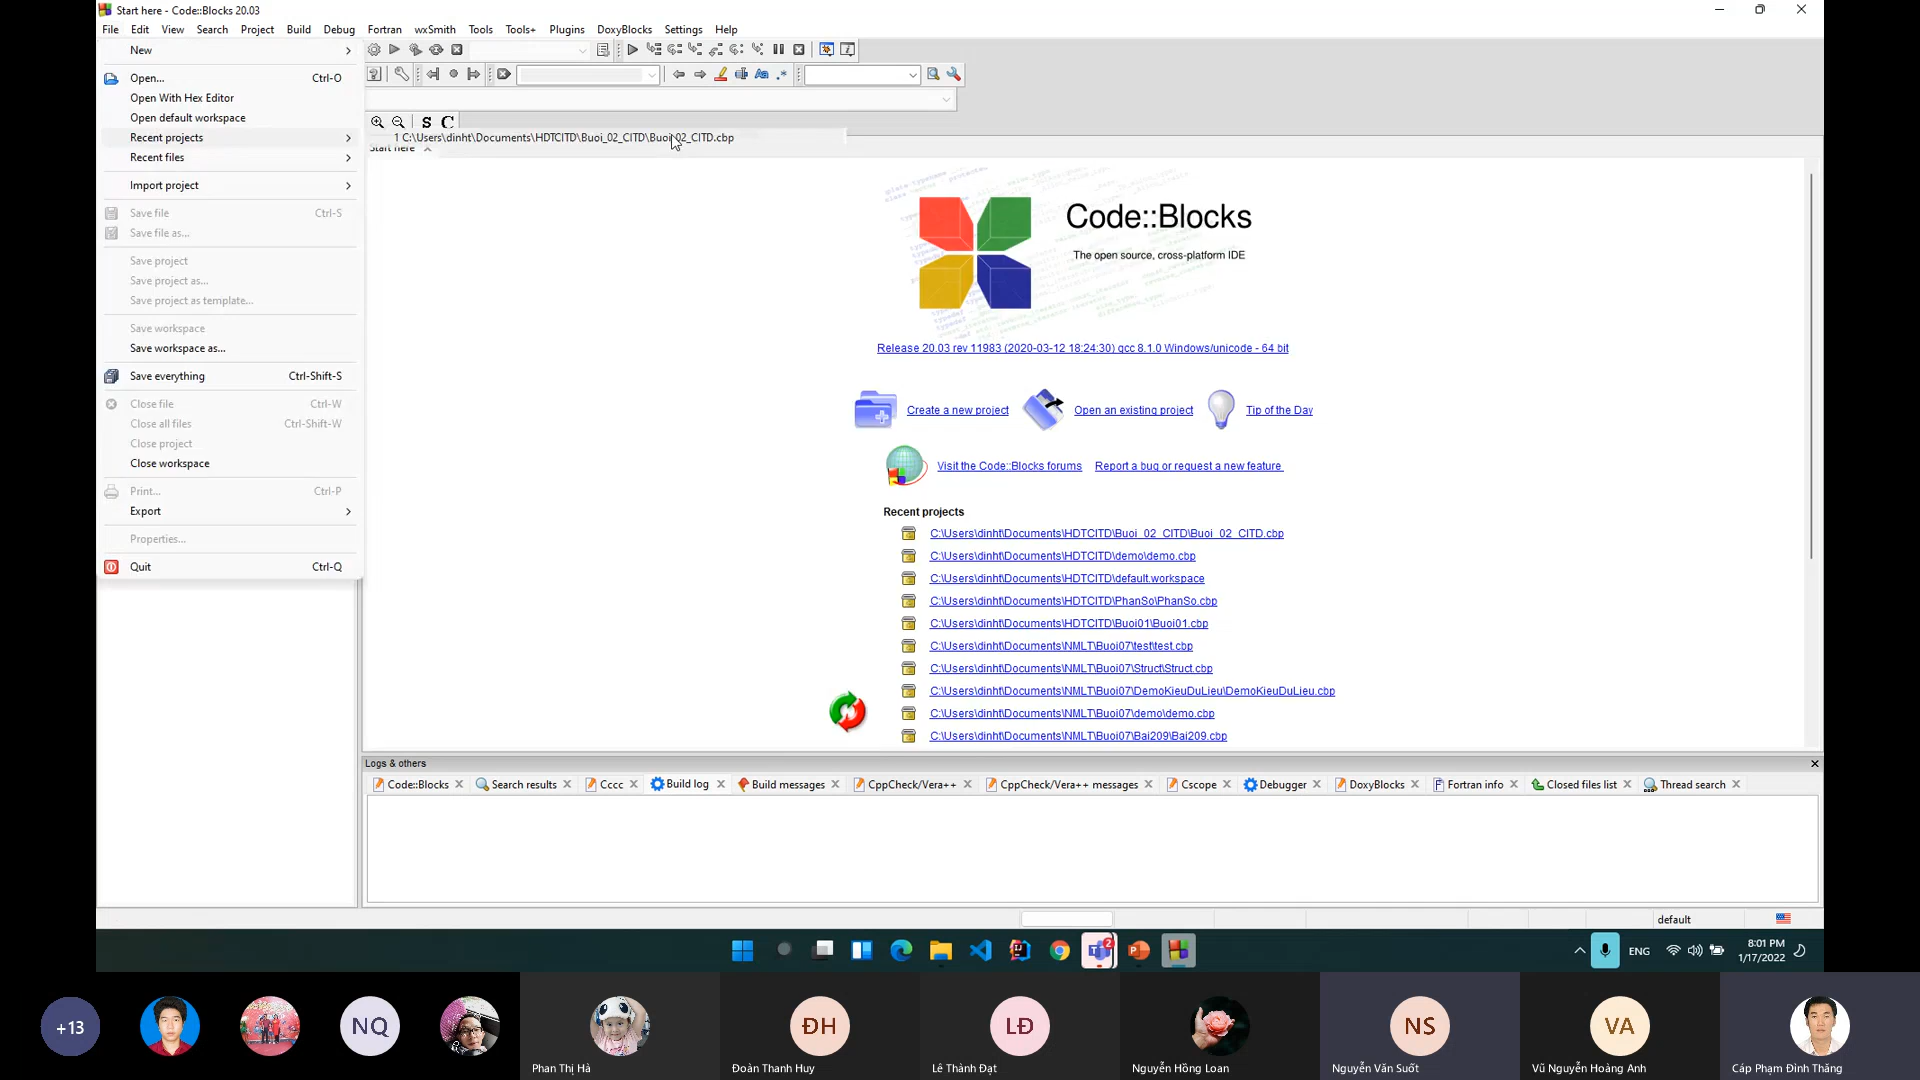 Start here - Code::Blocks 20.03
File Edit View Search Project Build Debug Fortran wxSmith Tools Tools+ Plugins DoxyBlocks Settings Help
New
Open... Ctrl-O
Open With Hex Editor
Open default workspace
Recent projects
1 C:\Users\dinht\Documents\HDTCITD\Buoi_02_CITD\Buoi_02_CITD.cbp
Recent files
Import project
Save file Ctrl-S
Save file as...
Save project
Save project as...
Save project as template...
Save workspace
Save workspace as...
Save everything Ctrl-Shift-S
Close file Ctrl-W
Close all files Ctrl-Shift-W
Close project
Close workspace
Print... Ctrl-P
Export
Properties...
Quit Ctrl-Q
S C
Aa .*
Start here
Code::Blocks
The open source, cross-platform IDE
Release 20.03 rev 11983 (2020-03-12 18:24:30) gcc 8.1.0 Windows/unicode - 64 bit
Create a new project Open an existing project Tip of the Day
Visit the Code::Blocks forums Report a bug or request a new feature
Recent projects
C:\Users\dinht\Documents\HDTCITD\Buoi_02_CITD\Buoi_02_CITD.cbp
C:\Users\dinht\Documents\HDTCITD\demo\demo.cbp
C:\Users\dinht\Documents\HDTCITD\default.workspace
C:\Users\dinht\Documents\HDTCITD\PhanSo\PhanSo.cbp
C:\Users\dinht\Documents\HDTCITD\Buoi01\Buoi01.cbp
C:\Users\dinht\Documents\NMLT\Buoi07\test\test.cbp
C:\Users\dinht\Documents\NMLT\Buoi07\Struct\Struct.cbp
C:\Users\dinht\Documents\NMLT\Buoi07\DemoKieuDuLieu\DemoKieuDuLieu.cbp
C:\Users\dinht\Documents\NMLT\Buoi07\demo\demo.cbp
C:\Users\dinht\Documents\NMLT\Buoi07\Bai209\Bai209.cbp
Logs & others
Code::Blocks Search results Cccc Build log Build messages CppCheck/Vera++ CppCheck/Vera++ messages Cscope Debugger DoxyBlocks Fortran info Closed files list Thread search
default
2 ENG 8:01 PM
1/17/2022
+13 NQ ĐH LĐ NS VA
Phan Thị Hà Đoàn Thanh Huy Lê Thành Đạt Nguyễn Hồng Loan Nguyễn Văn Suốt Vũ Nguyễn Hoàng Anh Cáp Phạm Đình Thăng